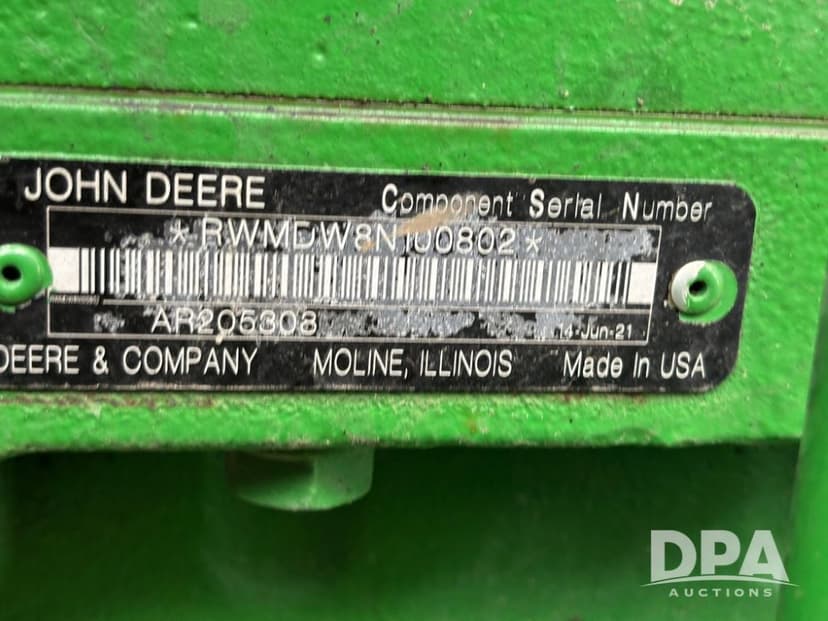 JOHN DEERE Component Serial Number
*RWMDW8N100802*
AR205308 14-Jun-21
DEERE & COMPANY MOLINE, ILLINOIS Made In USA
DPA
AUCTIONS